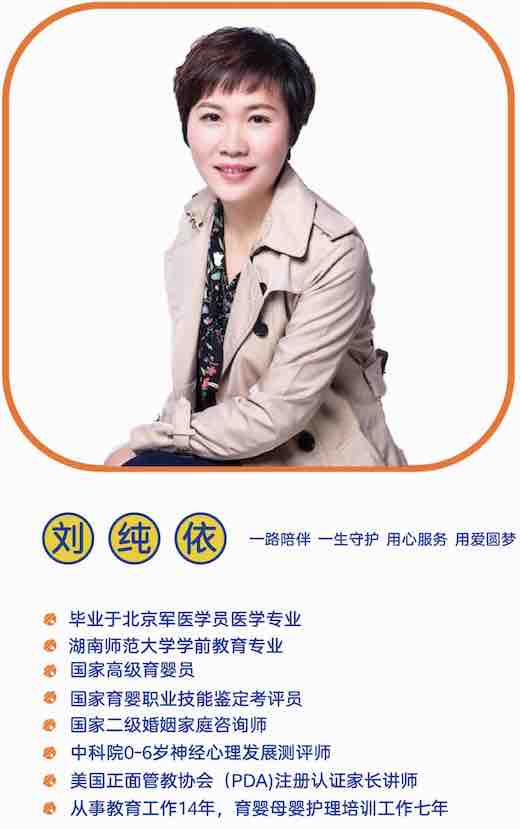 刘纯依 一路陪伴 一生守护 用心服务 用爱圆梦
毕业于北京军医学员医学专业
湖南师范大学学前教育专业
国家高级育婴员
国家育婴职业技能鉴定考评员
国家二级婚姻家庭咨询师
中科院0-6岁神经心理发展测评师
美国正面管教协会（PDA)注册认证家长讲师
从事教育工作14年，育婴母婴护理培训工作七年